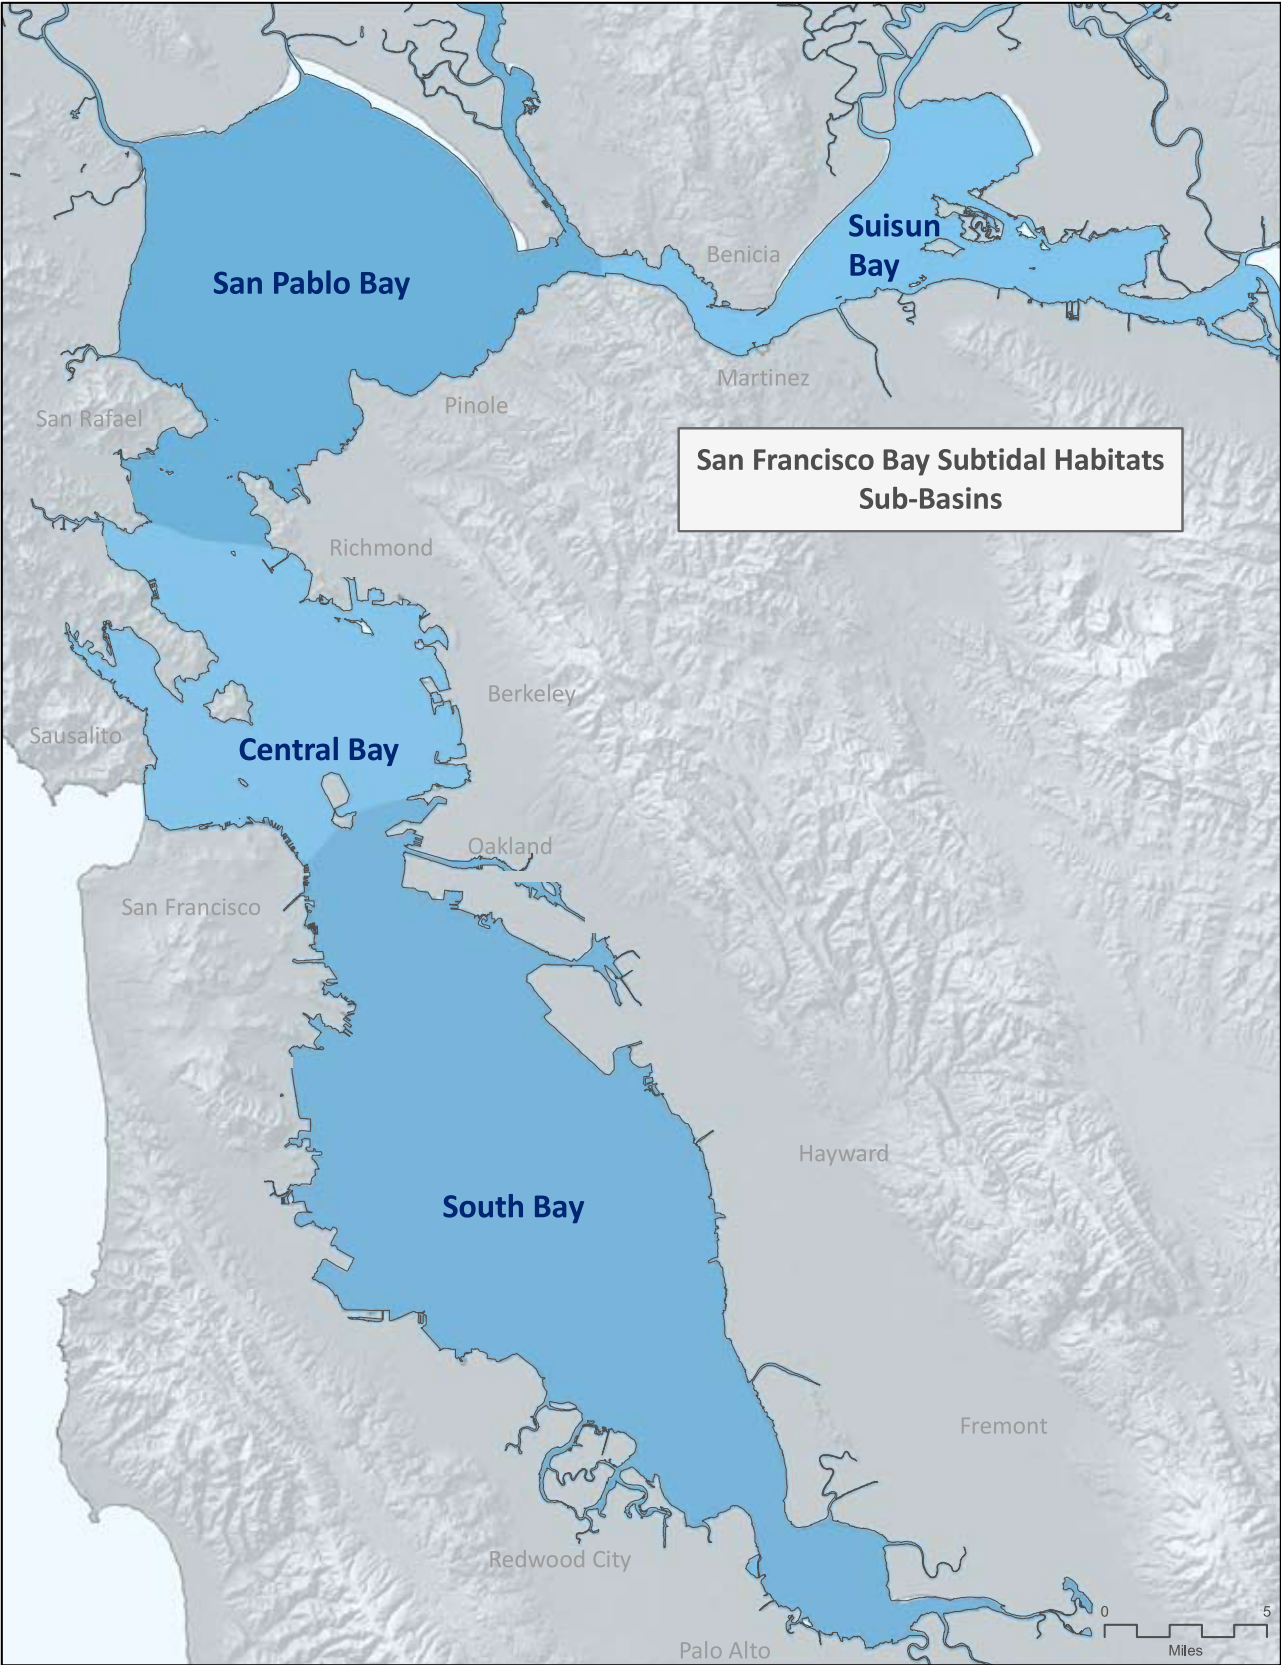 Suisun
Bay
Benicia
San Pablo Bay
Martinez
Pinole
San Rafael
San Francisco Bay Subtidal Habitats
Sub-Basins
Richmond
Berkeley
Sausalito
Central Bay
Oakland
San Francisco
Hayward
South Bay
Fremont
Redwood City
Palo Alto
0 5
Miles